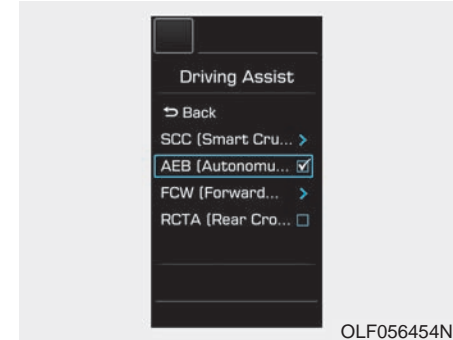 Driving Assist
⮌ Back
SCC (Smart Cru... >
AEB (Autonomu... ☑
FCW (Forward... >
RCTA (Rear Cro... ☐
OLF056454N